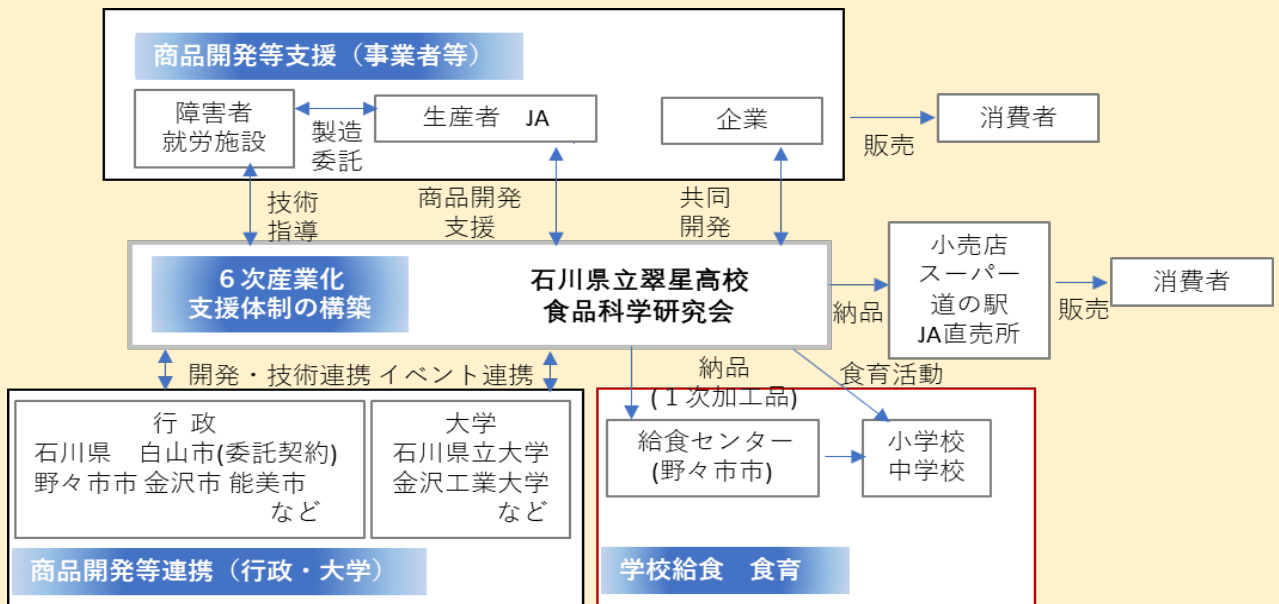 商品開発等支援（事業者等）
障害者
就労施設
製造
委託
生産者　JA
企業
販売
消費者
技術
指導
商品開発
支援
共同
開発
６次産業化
支援体制の構築
石川県立翠星高校
食品科学研究会
納品
小売店
スーパー
道の駅
JA直売所
販売
消費者
開発・技術連携 イベント連携
納品
(１次加工品)
食育活動
行 政
石川県　白山市(委託契約)
野々市市 金沢市 能美市
など
大学
石川県立大学
金沢工業大学
など
給食センター
(野々市市)
小学校
中学校
商品開発等連携（行政・大学）
学校給食　食育